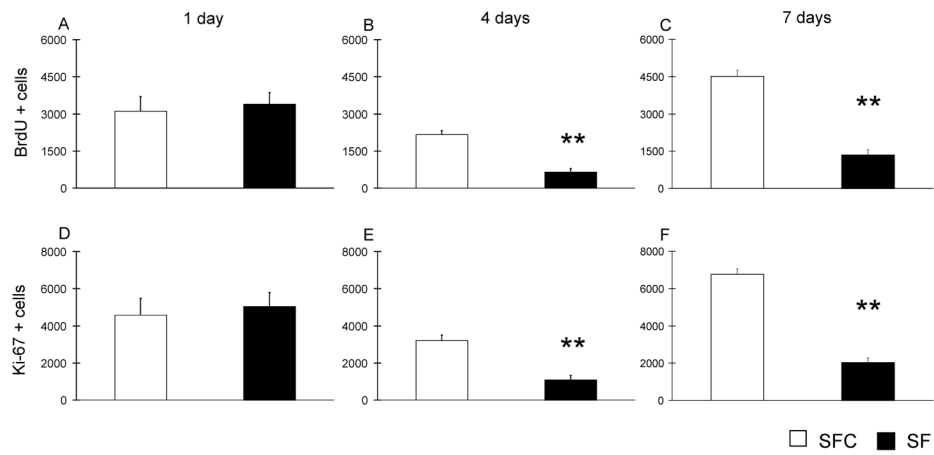 A 1 day B 4 days C 7 days
BrdU + cells
6000 6000 6000
4500 4500 4500
3000 3000 3000
** **
1500 1500 1500
0 0 0
D E F
Ki-67 + cells
8000 8000 8000
6000 6000 6000
4000 4000 4000
** **
2000 2000 2000
0 0 0
SFC SF